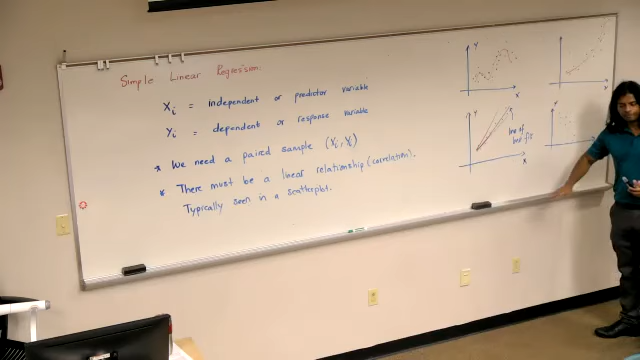 Simple Linear Regression.
Xi = independent or predictor variable
Yi = dependent or response variable
* We need a paired sample (Xi, Yi)
* There must be a linear relationship (correlation).
Typically seen in a scatterplot.
Y
X
X
Y
line of
best fit
X
Y